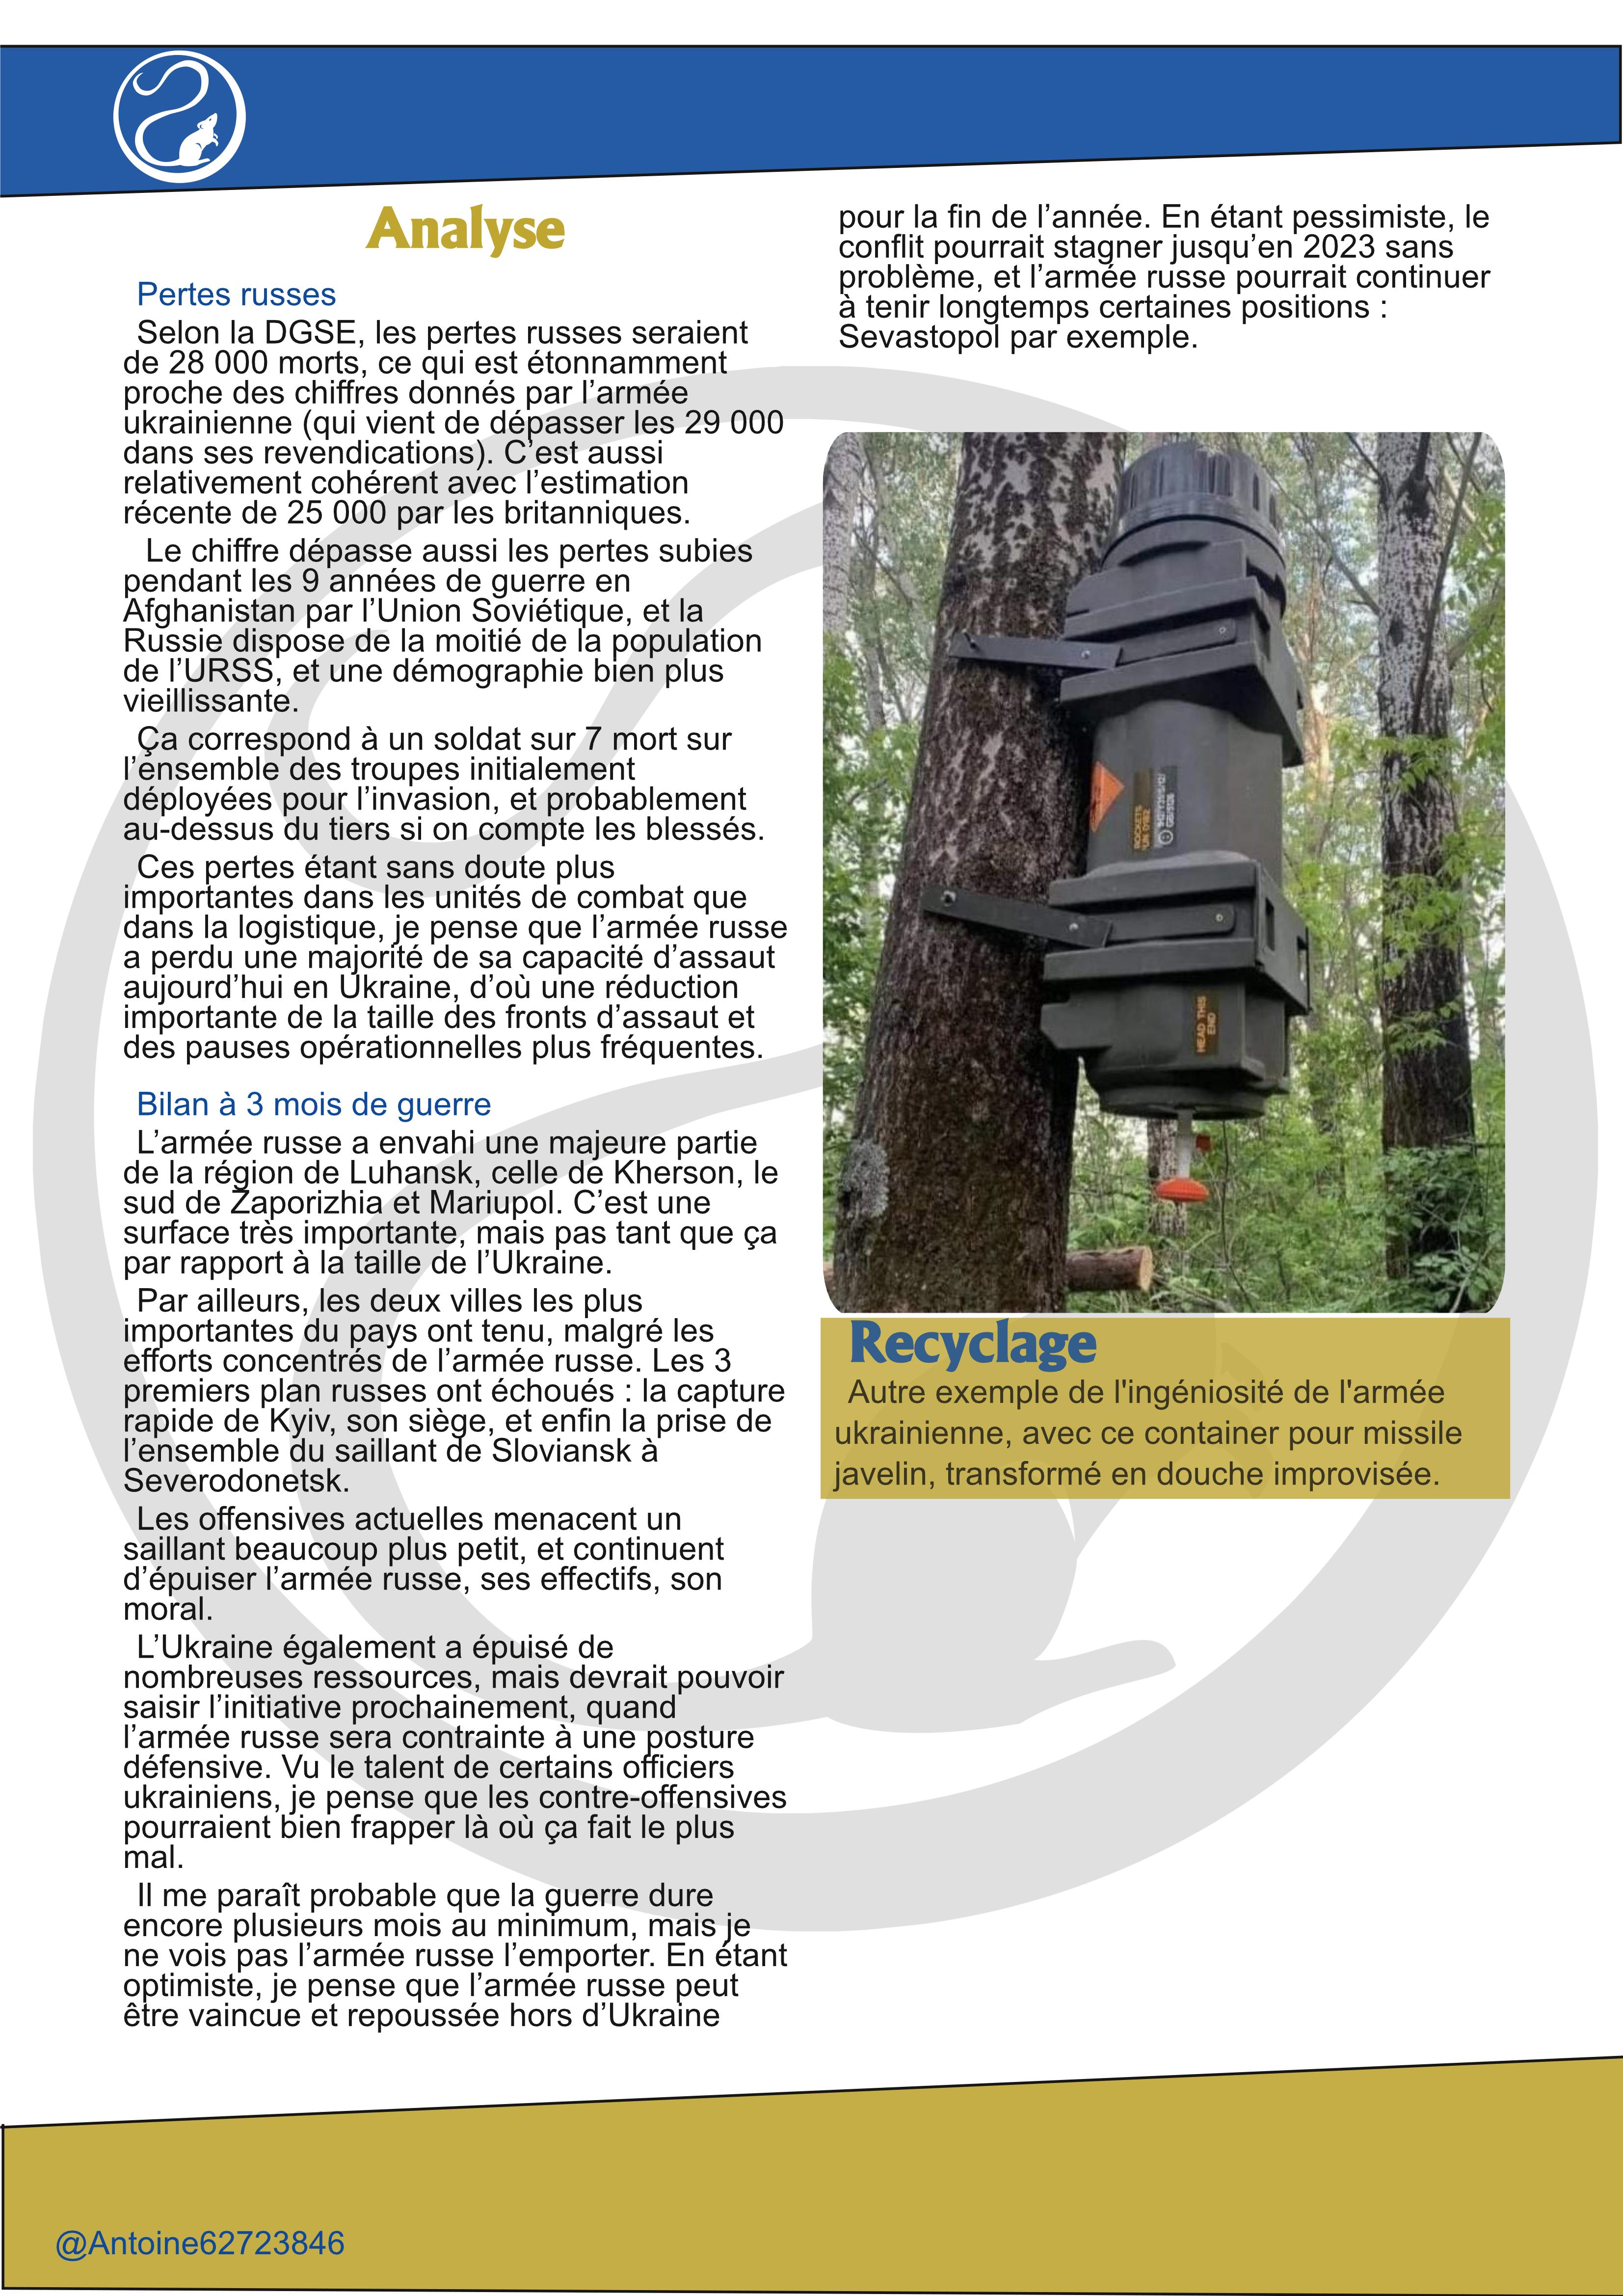 Analyse
Pertes russes
Selon la DGSE, les pertes russes seraient
de 28 000 morts, ce qui est étonnamment
proche des chiffres donnés par l’armée
ukrainienne (qui vient de dépasser les 29 000
dans ses revendications). C’est aussi
relativement cohérent avec l’estimation
récente de 25 000 par les britanniques.
Le chiffre dépasse aussi les pertes subies
pendant les 9 années de guerre en
Afghanistan par l’Union Soviétique, et la
Russie dispose de la moitié de la population
de l’URSS, et une démographie bien plus
vieillissante.
Ça correspond à un soldat sur 7 mort sur
l’ensemble des troupes initialement
déployées pour l’invasion, et probablement
au-dessus du tiers si on compte les blessés.
Ces pertes étant sans doute plus
importantes dans les unités de combat que
dans la logistique, je pense que l’armée russe
a perdu une majorité de sa capacité d’assaut
aujourd’hui en Ukraine, d’où une réduction
importante de la taille des fronts d’assaut et
des pauses opérationnelles plus fréquentes.
Bilan à 3 mois de guerre
L’armée russe a envahi une majeure partie
de la région de Luhansk, celle de Kherson, le
sud de Zaporizhia et Mariupol. C’est une
surface très importante, mais pas tant que ça
par rapport à la taille de l’Ukraine.
Par ailleurs, les deux villes les plus
importantes du pays ont tenu, malgré les
efforts concentrés de l’armée russe. Les 3
premiers plan russes ont échoués : la capture
rapide de Kyiv, son siège, et enfin la prise de
l’ensemble du saillant de Sloviansk à
Severodonetsk.
Les offensives actuelles menacent un
saillant beaucoup plus petit, et continuent
d’épuiser l’armée russe, ses effectifs, son
moral.
L’Ukraine également a épuisé de
nombreuses ressources, mais devrait pouvoir
saisir l’initiative prochainement, quand
l’armée russe sera contrainte à une posture
défensive. Vu le talent de certains officiers
ukrainiens, je pense que les contre-offensives
pourraient bien frapper là où ça fait le plus
mal.
Il me paraît probable que la guerre dure
encore plusieurs mois au minimum, mais je
ne vois pas l’armée russe l’emporter. En étant
optimiste, je pense que l’armée russe peut
être vaincue et repoussée hors d’Ukraine
pour la fin de l’année. En étant pessimiste, le
conflit pourrait stagner jusqu’en 2023 sans
problème, et l’armée russe pourrait continuer
à tenir longtemps certaines positions :
Sevastopol par exemple.
ROCKETS
UN 0182
HEAD THIS
END
Recyclage
Autre exemple de l'ingéniosité de l'armée
ukrainienne, avec ce container pour missile
javelin, transformé en douche improvisée.
@Antoine62723846